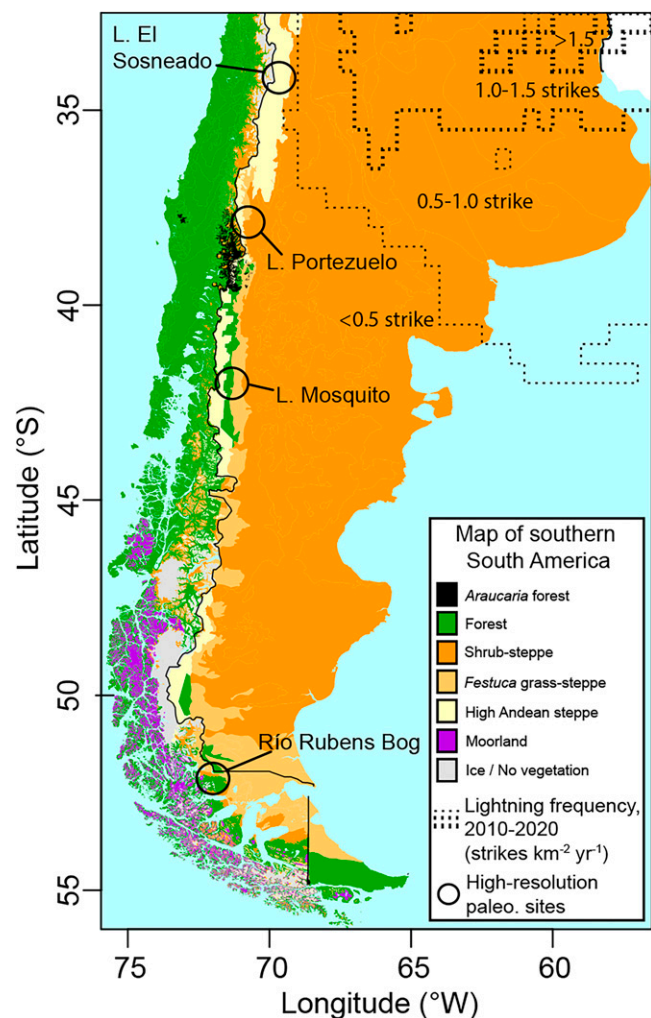 L. El
Sosneado
>1.5
1.0-1.5 strikes
35
0.5-1.0 strike
L. Portezuelo
<0.5 strike
40
L. Mosquito
Latitude (°S)
45
Map of southern
South America
Araucaria forest
Forest
Shrub-steppe
Festuca grass-steppe
High Andean steppe
Moorland
Ice / No vegetation
Lightning frequency,
2010-2020
(strikes km⁻² yr⁻¹)
High-resolution
paleo. sites
50
Río Rubens Bog
55
75 70 65 60
Longitude (°W)